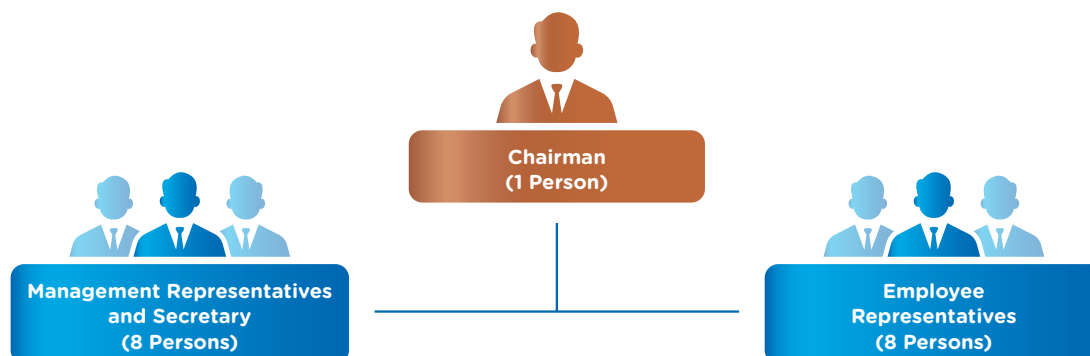 Chairman
(1 Person)
Management Representatives
and Secretary
(8 Persons)
Employee
Representatives
(8 Persons)